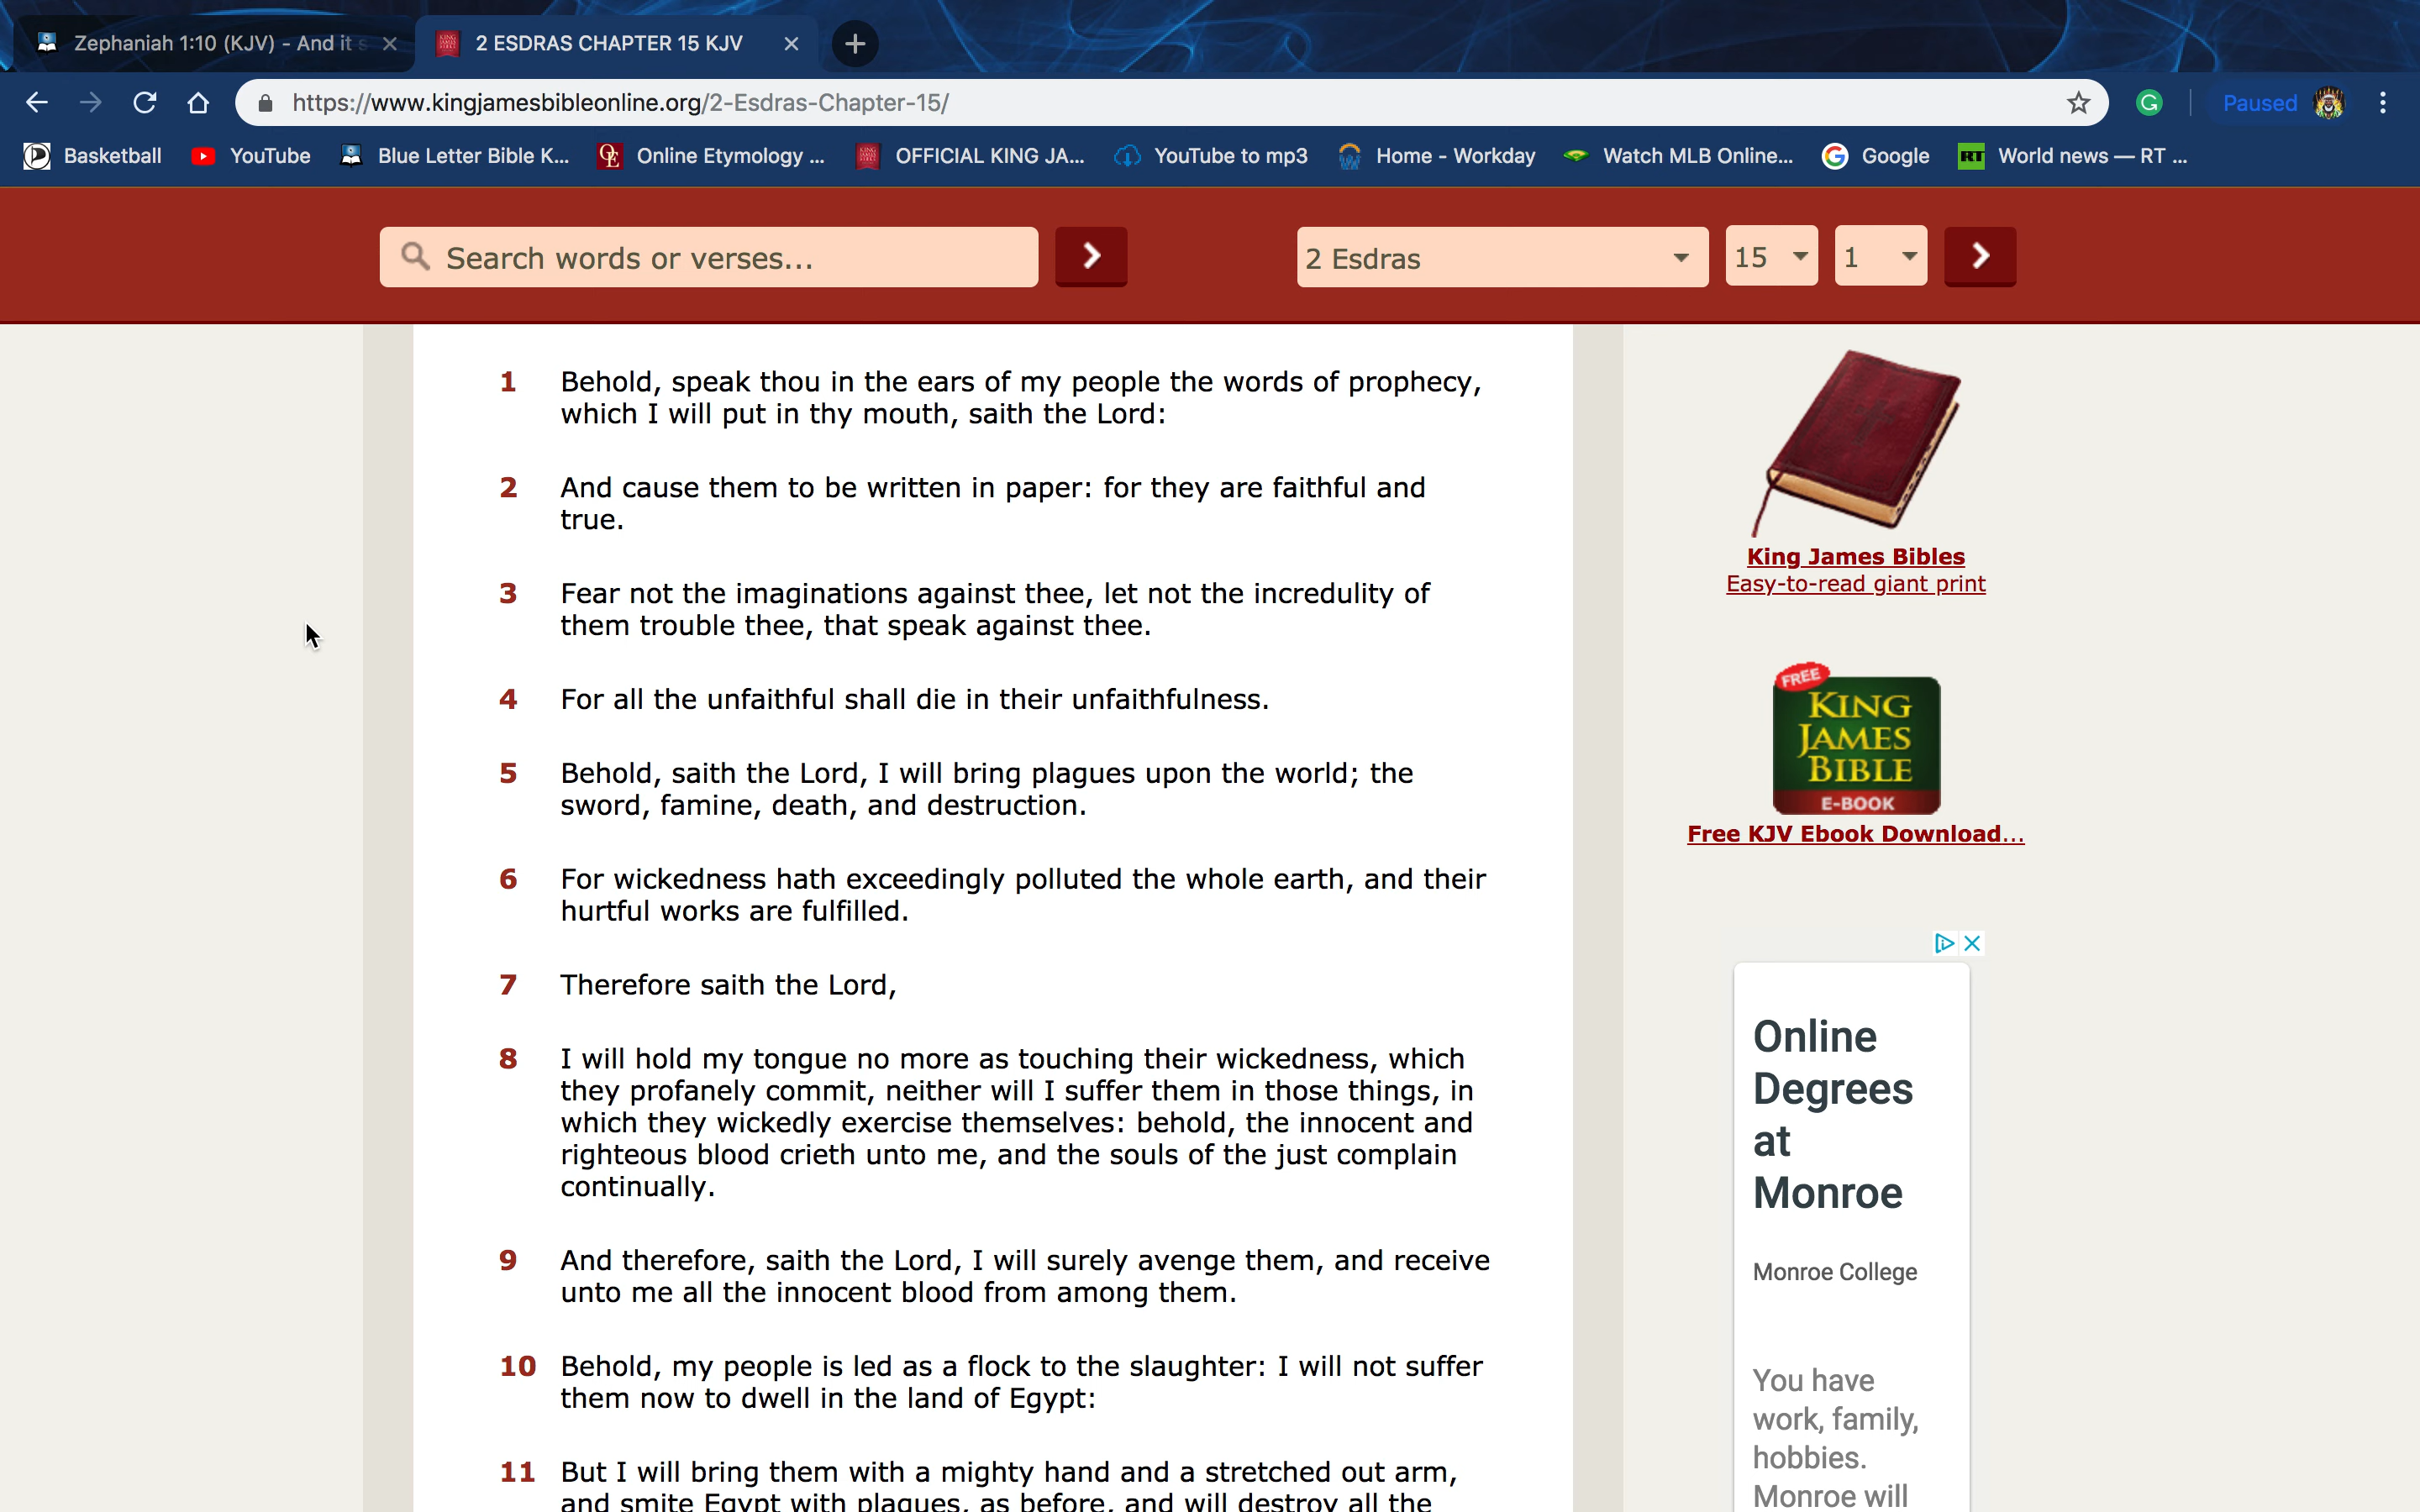 Zephaniah 1:10 (KJV) - And it s
2 ESDRAS CHAPTER 15 KJV
https://www.kingjamesbibleonline.org/2-Esdras-Chapter-15/
Paused
Basketball
YouTube
Blue Letter Bible K...
Online Etymology ...
OFFICIAL KING JA...
YouTube to mp3
Home - Workday
Watch MLB Online...
Google
RT
World news — RT ...
Search words or verses...
2 Esdras
15
1
1 Behold, speak thou in the ears of my people the words of prophecy,
which I will put in thy mouth, saith the Lord:
2 And cause them to be written in paper: for they are faithful and
true.
3 Fear not the imaginations against thee, let not the incredulity of
them trouble thee, that speak against thee.
4 For all the unfaithful shall die in their unfaithfulness.
5 Behold, saith the Lord, I will bring plagues upon the world; the
sword, famine, death, and destruction.
6 For wickedness hath exceedingly polluted the whole earth, and their
hurtful works are fulfilled.
7 Therefore saith the Lord,
8 I will hold my tongue no more as touching their wickedness, which
they profanely commit, neither will I suffer them in those things, in
which they wickedly exercise themselves: behold, the innocent and
righteous blood crieth unto me, and the souls of the just complain
continually.
9 And therefore, saith the Lord, I will surely avenge them, and receive
unto me all the innocent blood from among them.
10 Behold, my people is led as a flock to the slaughter: I will not suffer
them now to dwell in the land of Egypt:
11 But I will bring them with a mighty hand and a stretched out arm,
and smite Egypt with plagues, as before, and will destroy all the
King James Bibles
Easy-to-read giant print
FREE
KING
JAMES
BIBLE
E-BOOK
Free KJV Ebook Download...
Online
Degrees
at
Monroe
Monroe College
You have
work, family,
hobbies.
Monroe will